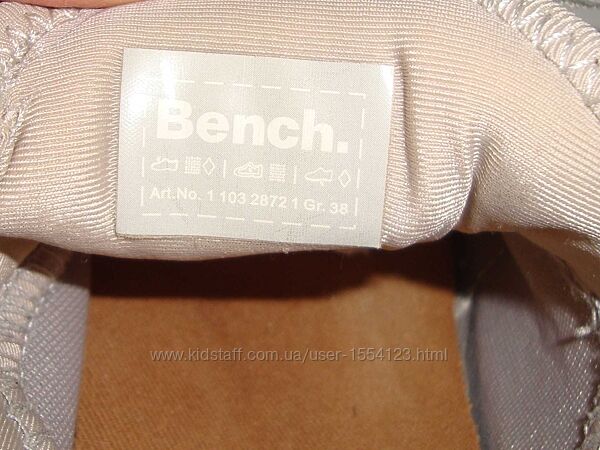 Bench.
Art.No. 1 103 2872 1 Gr. 38
www.kidstaff.com.ua/user-1554123.html